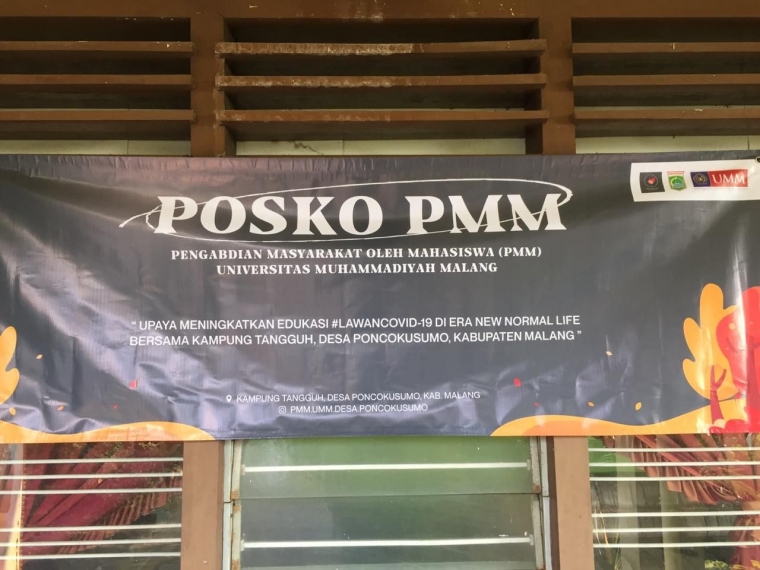 UMM
POSKO PMM
PENGABDIAN MASYARAKAT OLEH MAHASISWA (PMM)
UNIVERSITAS MUHAMMADIYAH MALANG
" UPAYA MENINGKATKAN EDUKASI #LAWANCOVID-19 DI ERA NEW NORMAL LIFE
BERSAMA KAMPUNG TANGGUH, DESA PONCOKUSUMO, KABUPATEN MALANG "
KAMPUNG TANGGUH, DESA PONCOKUSUMO, KAB. MALANG
PMM.UMM.DESA PONCOKUSUMO